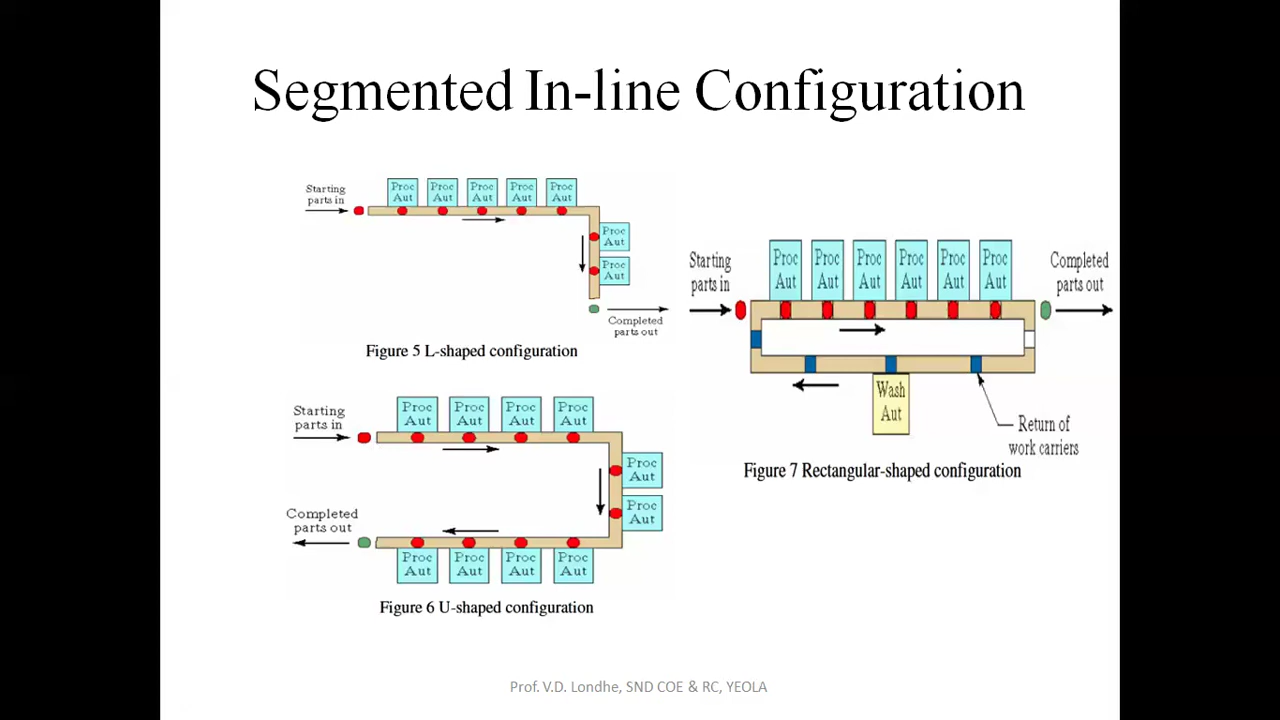 Segmented In-line Configuration
Starting
parts in
Proc
Aut
Proc
Aut
Proc
Aut
Proc
Aut
Proc
Aut
Proc
Aut
Proc
Aut
Completed
parts out
Figure 5 L-shaped configuration
Starting
parts in
Proc
Aut
Proc
Aut
Proc
Aut
Proc
Aut
Proc
Aut
Proc
Aut
Completed
parts out
Proc
Aut
Proc
Aut
Proc
Aut
Proc
Aut
Figure 6 U-shaped configuration
Starting
parts in
Proc
Aut
Proc
Aut
Proc
Aut
Proc
Aut
Proc
Aut
Proc
Aut
Completed
parts out
Wash
Aut
Return of
work carriers
Figure 7 Rectangular-shaped configuration
Prof. V.D. Londhe, SND COE & RC, YEOLA